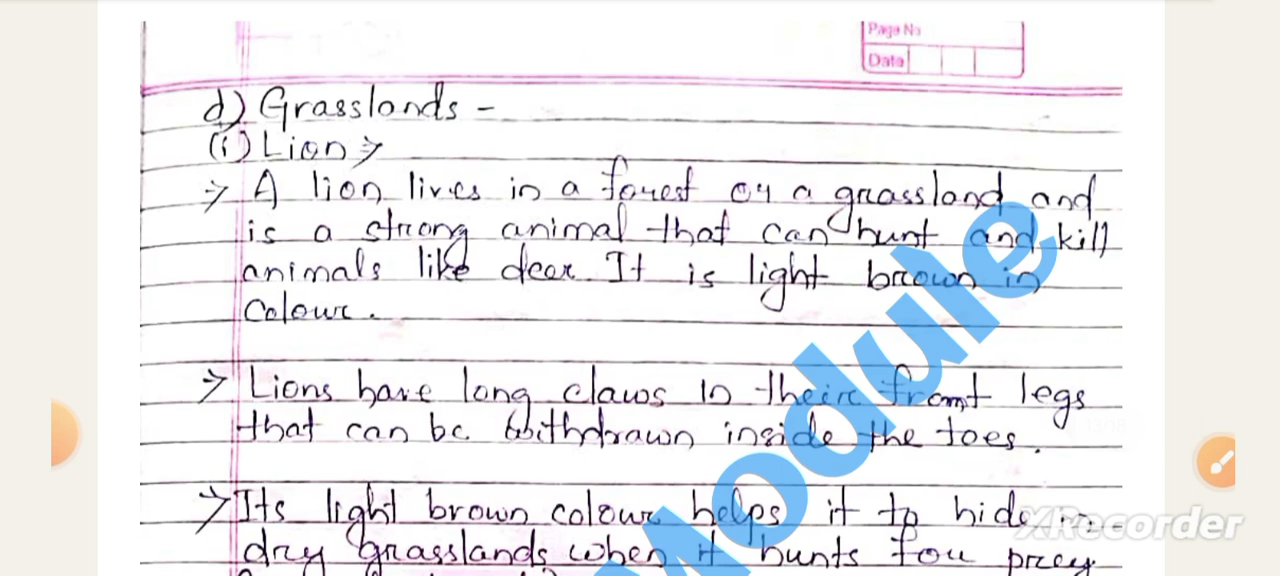 Page No
Date
d) Grasslands -
(i) Lion →
→ A lion lives in a forest or a grassland and
is a strong animal that can hunt and kill
animals like deer It is light brown in
Colour.
→ Lions have long claws in their front legs
that can be withdrawn inside the toes.
→ Its light brown colour helps it to hide in
dry grasslands when it hunts for prey
Module
XRecorder